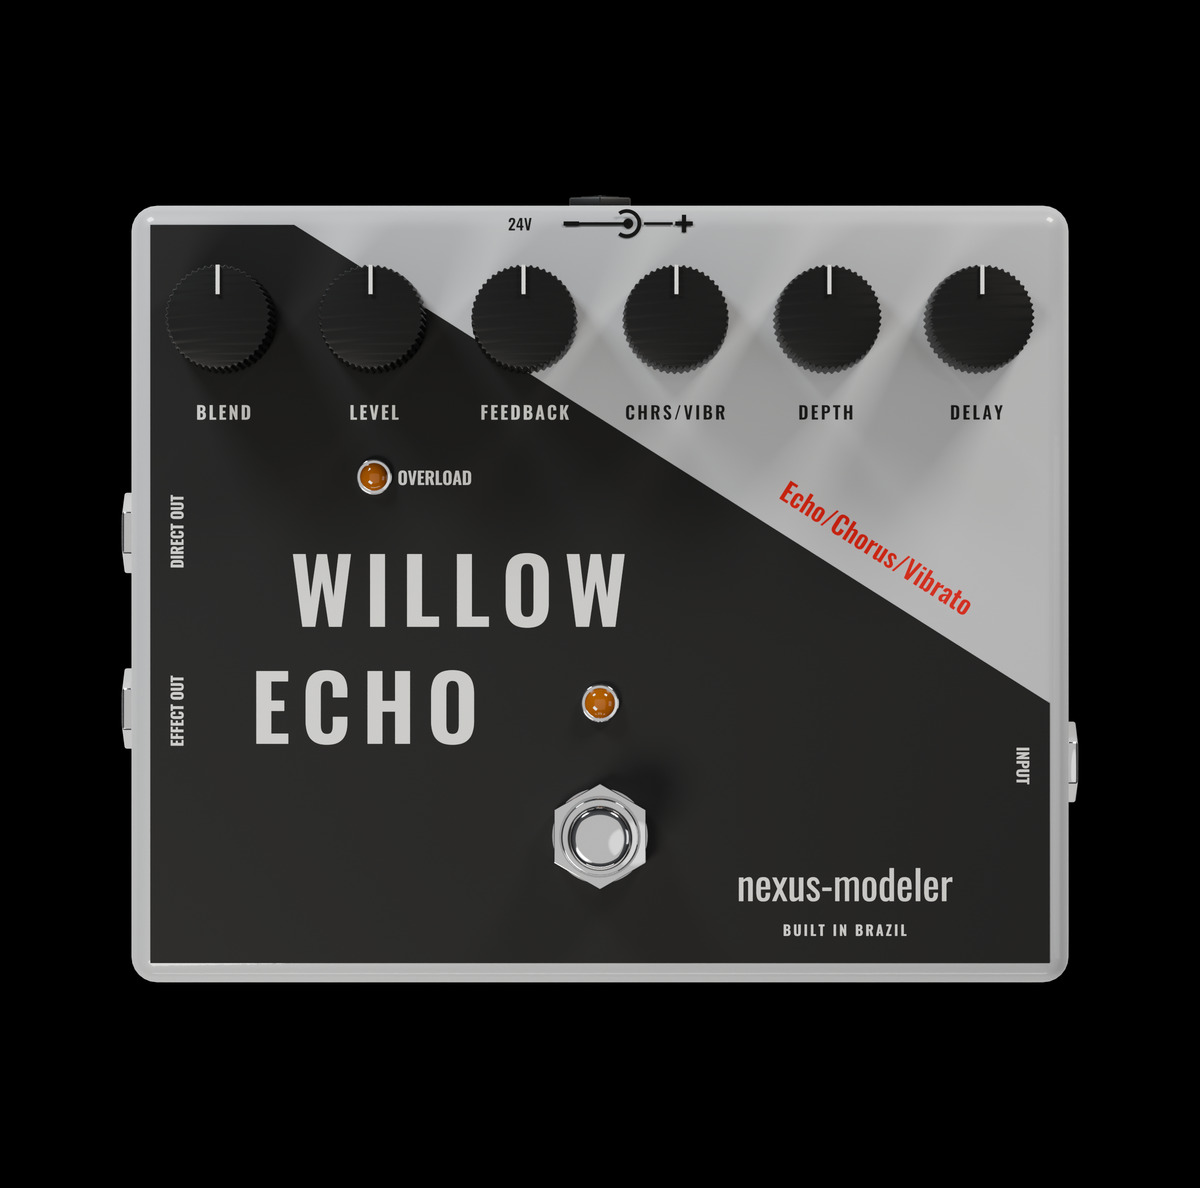 24V
BLEND
LEVEL
FEEDBACK
CHRS/VIBR
DEPTH
DELAY
OVERLOAD
DIRECT OUT
Echo/Chorus/Vibrato
WILLOW
ECHO
EFFECT OUT
INPUT
nexus-modeler
BUILT IN BRAZIL